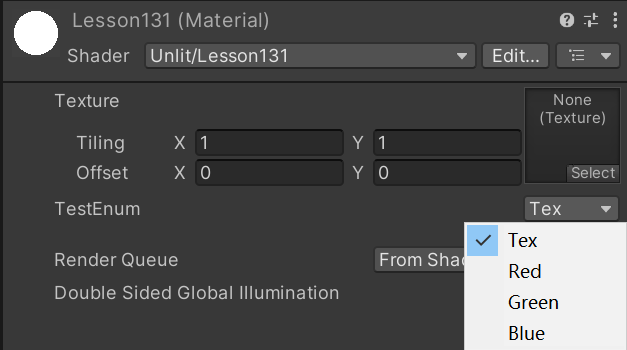 Lesson131 (Material)
Shader Unlit/Lesson131 Edit...
Texture
None
(Texture)
Tiling X 1 Y 1
Offset X 0 Y 0
Select
TestEnum Tex
Tex
Render Queue From Shad
Red
Double Sided Global Illumination
Green
Blue